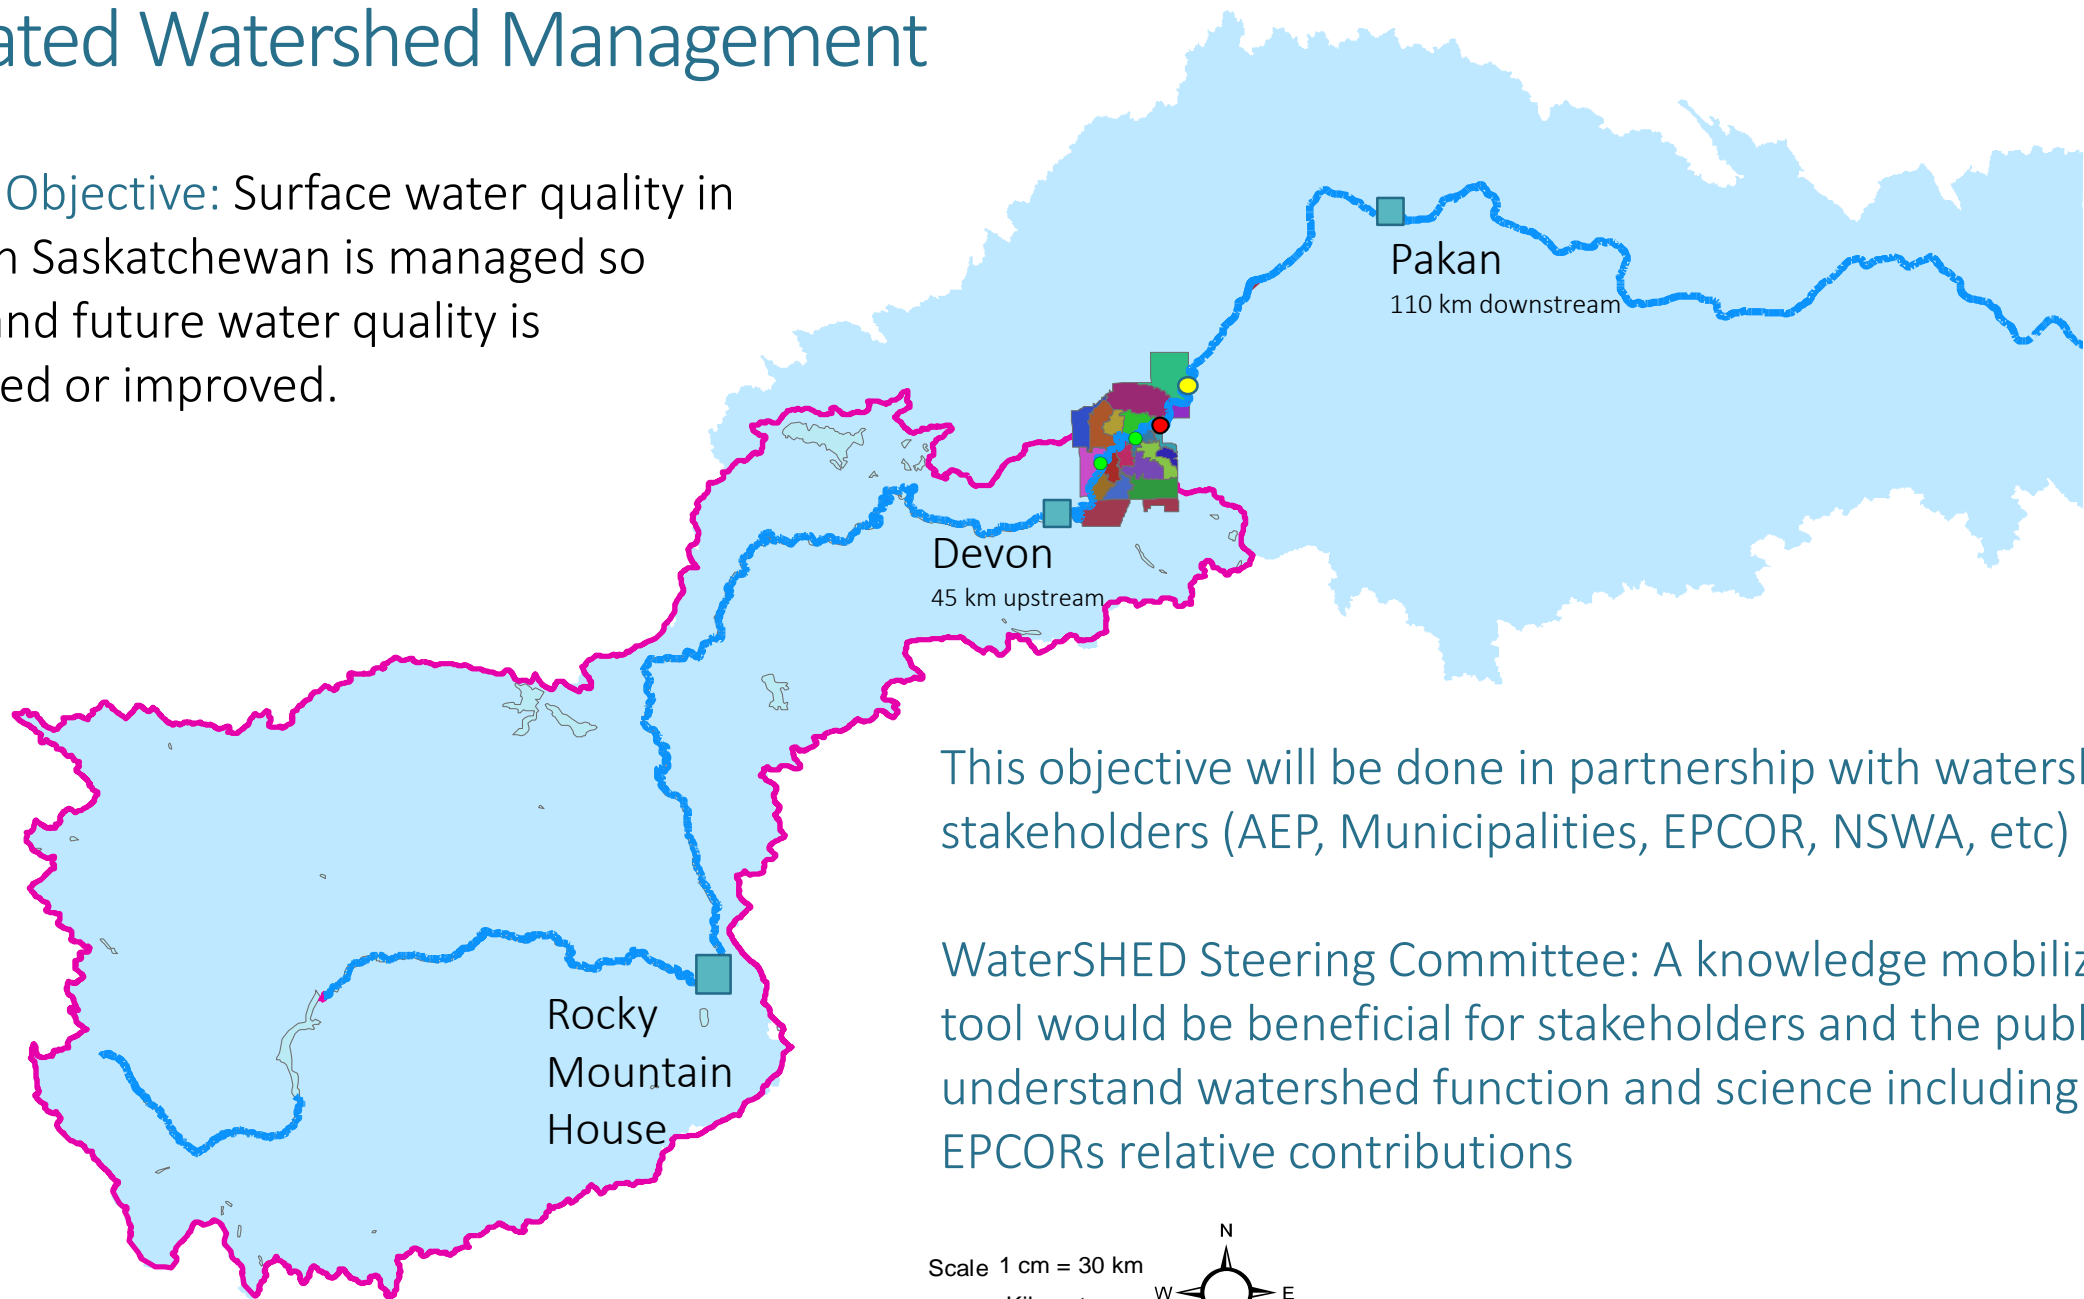 ated Watershed Management
Objective: Surface water quality in
n Saskatchewan is managed so
and future water quality is
ed or improved.
Pakan
110 km downstream
Devon
45 km upstream
Rocky
Mountain
House
This objective will be done in partnership with watersh
stakeholders (AEP, Municipalities, EPCOR, NSWA, etc)
WaterSHED Steering Committee: A knowledge mobiliz
tool would be beneficial for stakeholders and the publ
understand watershed function and science including
EPCORs relative contributions
N
Scale 1 cm = 30 km
W E